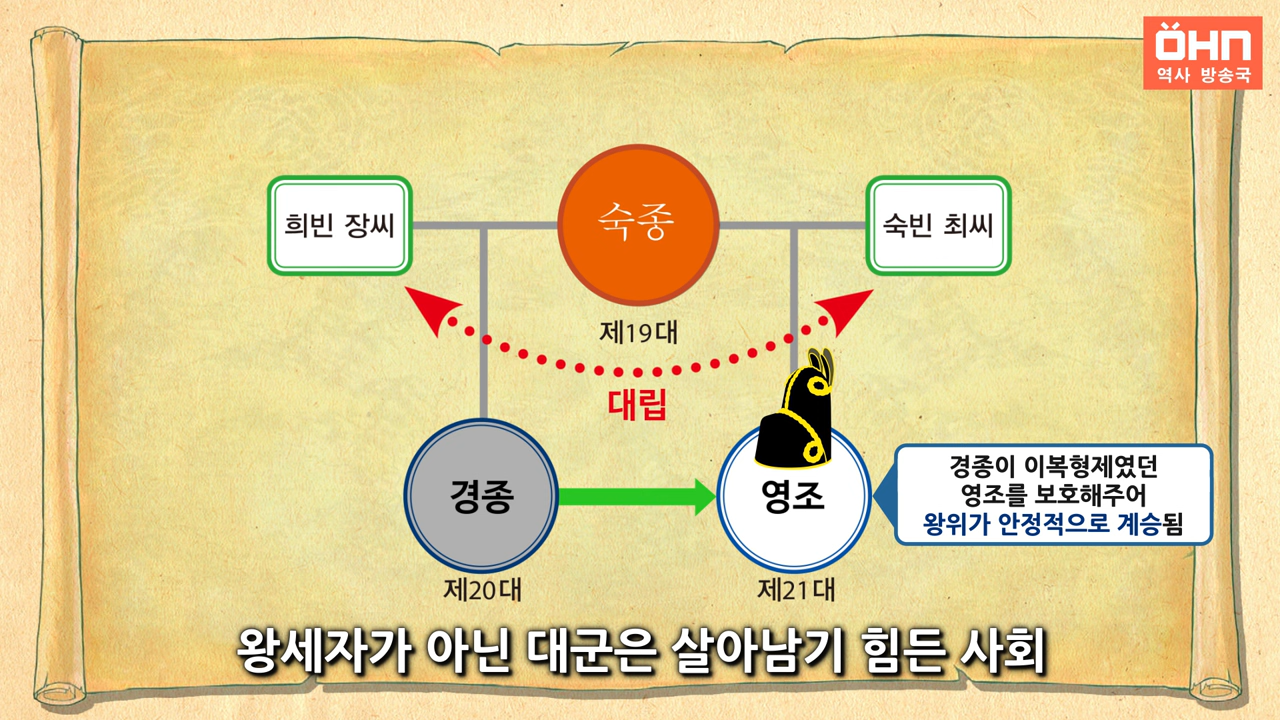 ÖHN
역사 방송국
희빈 장씨
숙종
숙빈 최씨
제19대
대립
경종
영조
경종이 이복형제였던
영조를 보호해주어
왕위가 안정적으로 계승됨
제20대
제21대
왕세자가 아닌 대군은 살아남기 힘든 사회